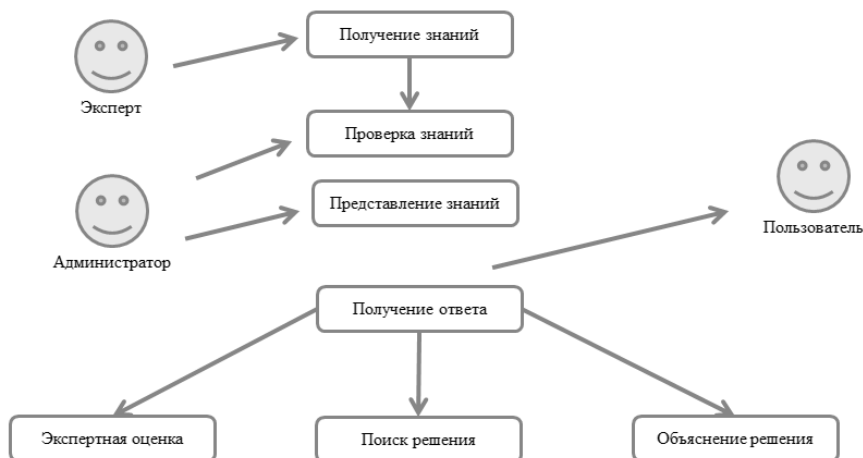 Получение знаний
Эксперт
Проверка знаний
Представление знаний
Пользователь
Администратор
Получение ответа
Экспертная оценка
Поиск решения
Объяснение решения